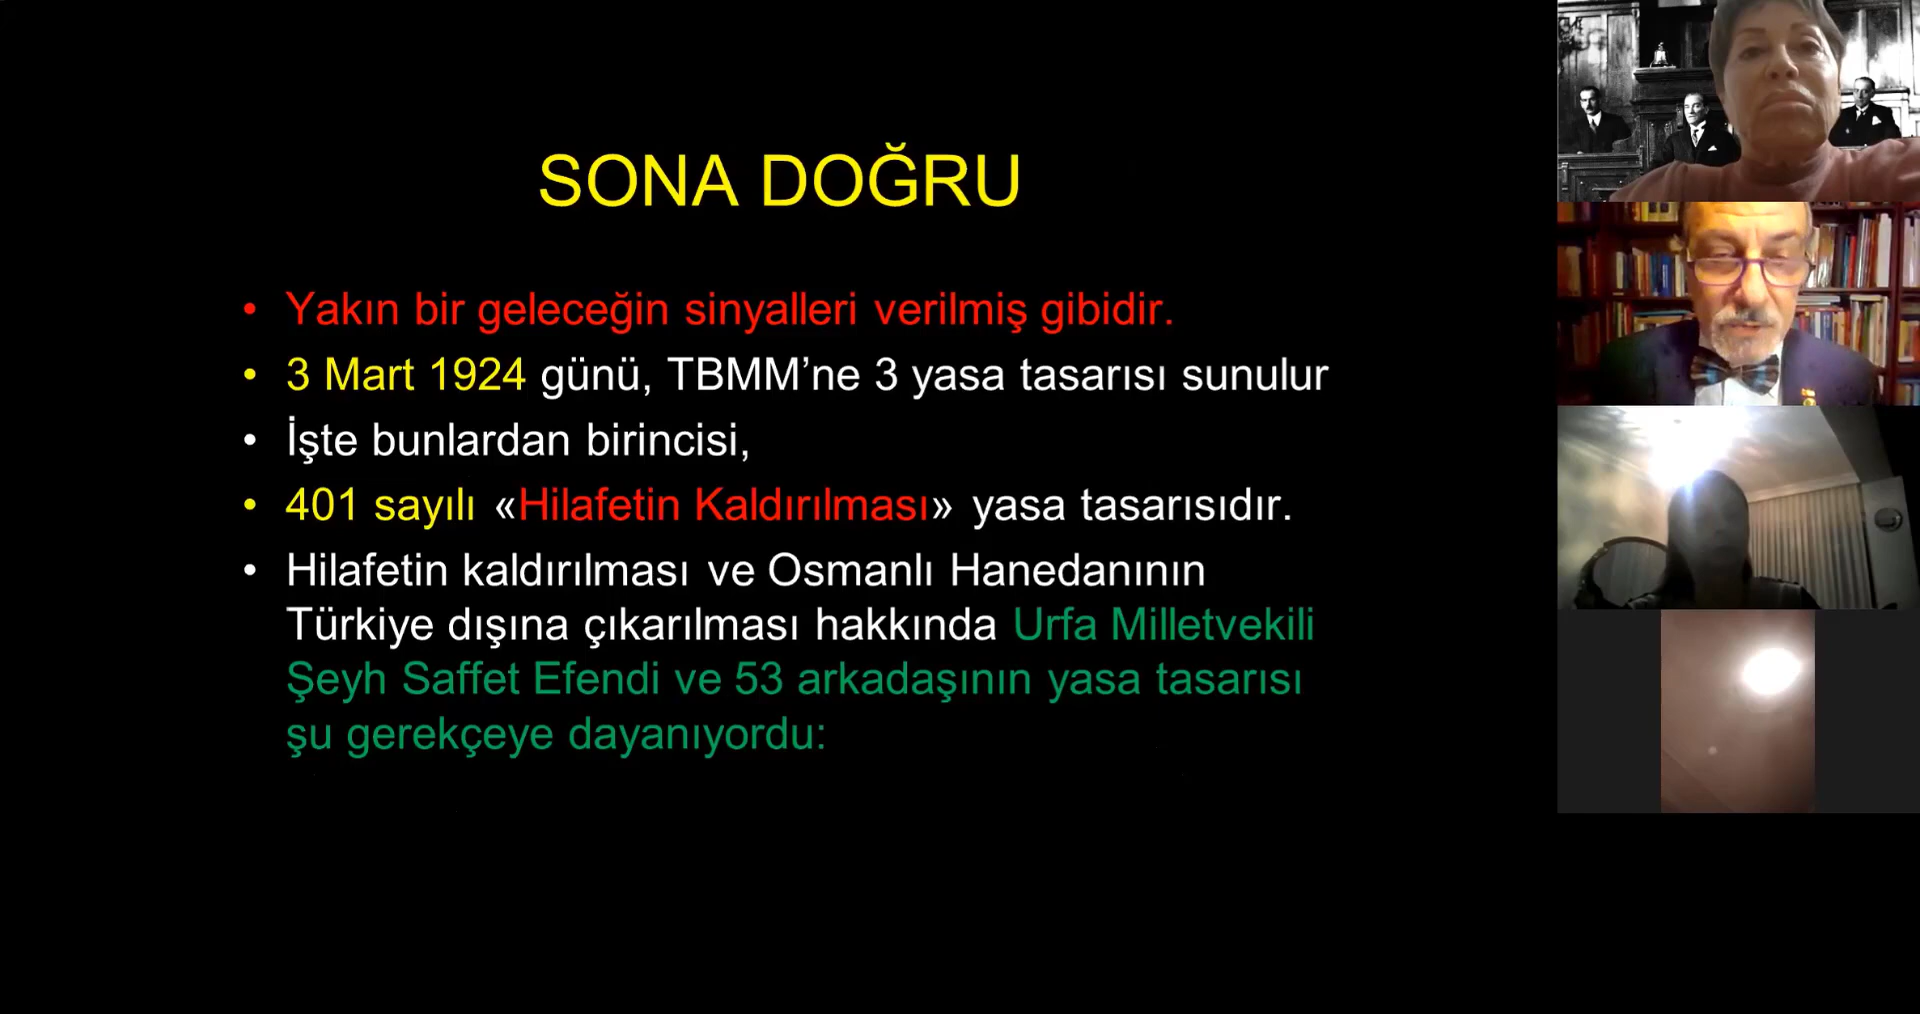 SONA DOĞRU
• Yakın bir geleceğin sinyalleri verilmiş gibidir.
• 3 Mart 1924 günü, TBMM’ne 3 yasa tasarısı sunulur
• İşte bunlardan birincisi,
• 401 sayılı «Hilafetin Kaldırılması» yasa tasarısıdır.
• Hilafetin kaldırılması ve Osmanlı Hanedanının
Türkiye dışına çıkarılması hakkında Urfa Milletvekili
Şeyh Saffet Efendi ve 53 arkadaşının yasa tasarısı
şu gerekçeye dayanıyordu: